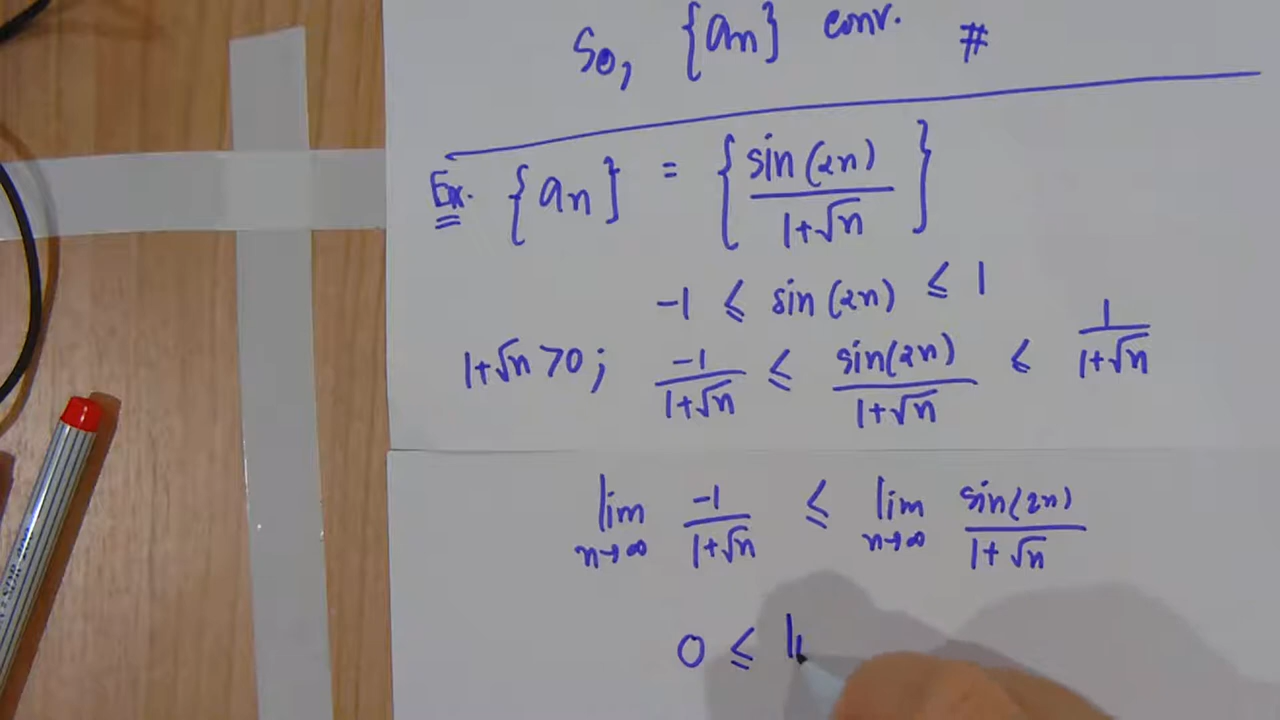 So, {an} conv. #
Ex. {an} = { sin(2n) / 1+√n }
-1 ≤ sin(2n) ≤ 1
1+√n > 0 ; -1 / 1+√n ≤ sin(2n) / 1+√n ≤ 1 / 1+√n
lim n→∞ -1 / 1+√n ≤ lim n→∞ sin(2n) / 1+√n
0 ≤